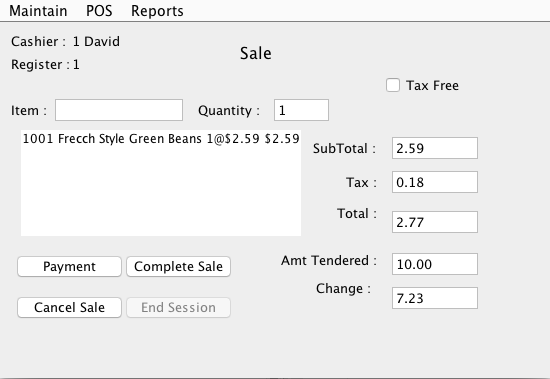 Maintain POS Reports
Cashier : 1 David
Register : 1
Sale
Tax Free
Item : Quantity : 1
1001 Frecch Style Green Beans 1@$2.59 $2.59
SubTotal : 2.59
Tax : 0.18
Total : 2.77
Payment Complete Sale
Amt Tendered : 10.00
Change : 7.23
Cancel Sale End Session